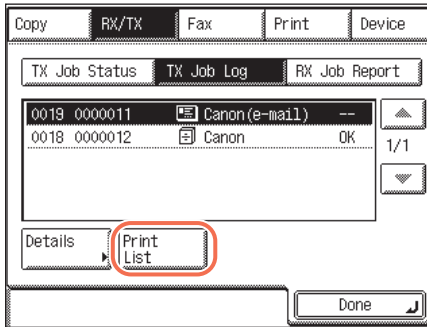 Copy RX/TX Fax Print Device
TX Job Status TX Job Log RX Job Report
0019 0000011 Canon(e-mail) --
0018 0000012 Canon OK
1/1
Details Print
List
Done